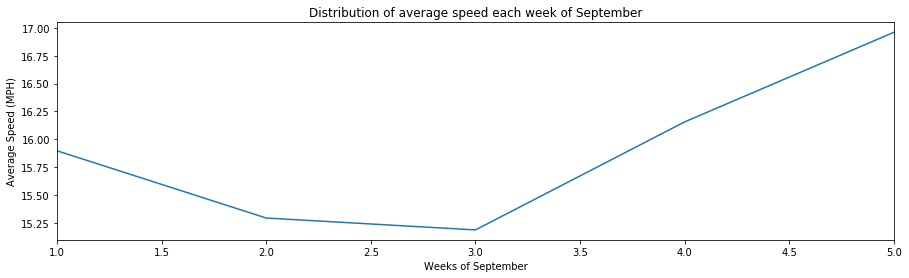 Distribution of average speed each week of September
Average Speed (MPH)
17.00
16.75
16.50
16.25
16.00
15.75
15.50
15.25
1.0 1.5 2.0 2.5 3.0 3.5 4.0 4.5 5.0
Weeks of September